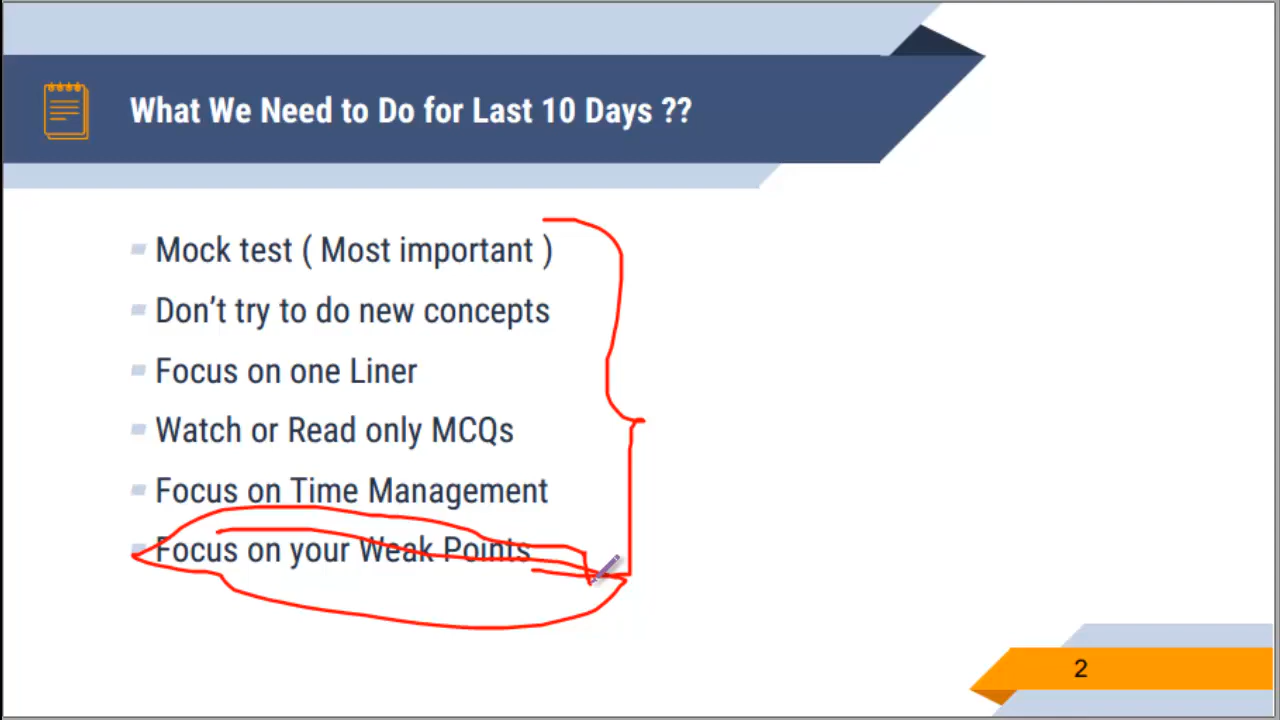 What We Need to Do for Last 10 Days ??
Mock test ( Most important )
Don’t try to do new concepts
Focus on one Liner
Watch or Read only MCQs
Focus on Time Management
Focus on your Weak Points
2